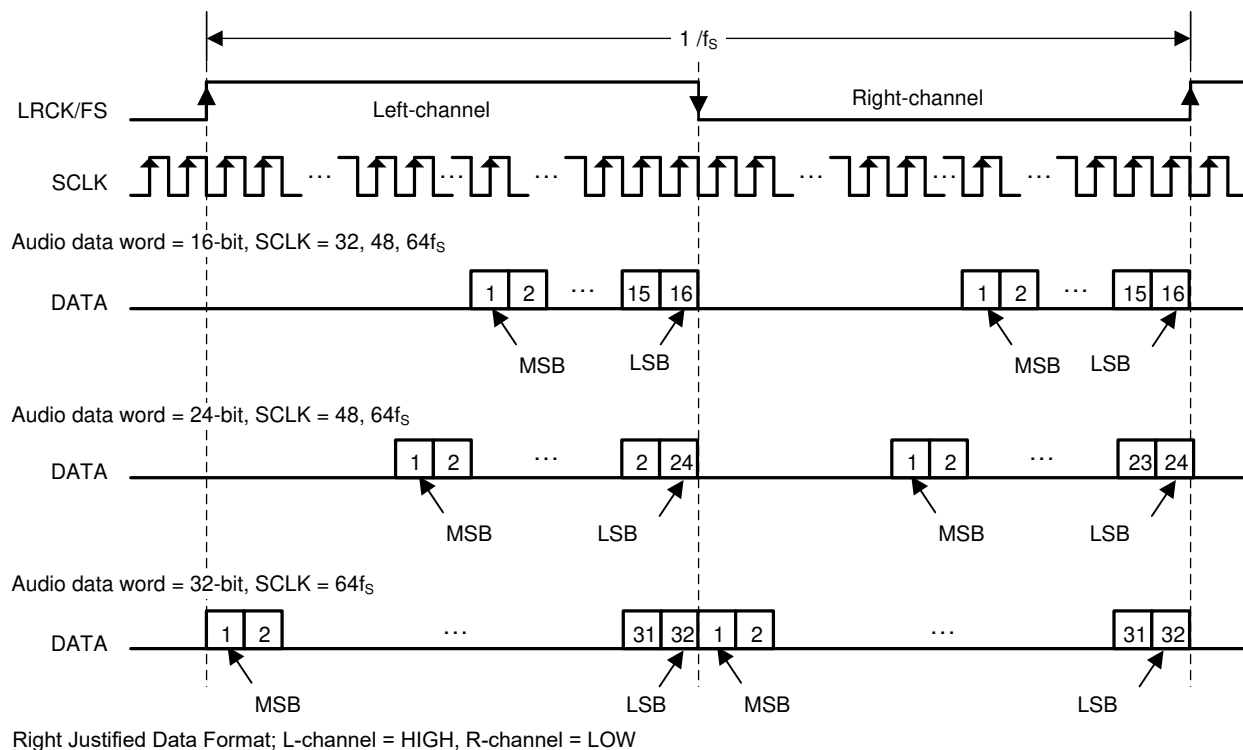 1 /fS
LRCK/FS
Left-channel
Right-channel
SCLK
... ... ... ... ... ...
Audio data word = 16-bit, SCLK = 32, 48, 64fS
DATA
1 2 ... 15 16 1 2 ... 15 16
MSB LSB MSB LSB
Audio data word = 24-bit, SCLK = 48, 64fS
DATA
1 2 ... 2 24 1 2 ... 23 24
MSB LSB MSB LSB
Audio data word = 32-bit, SCLK = 64fS
DATA
1 2 ... 31 32 1 2 ... 31 32
MSB LSB MSB LSB
Right Justified Data Format; L-channel = HIGH, R-channel = LOW